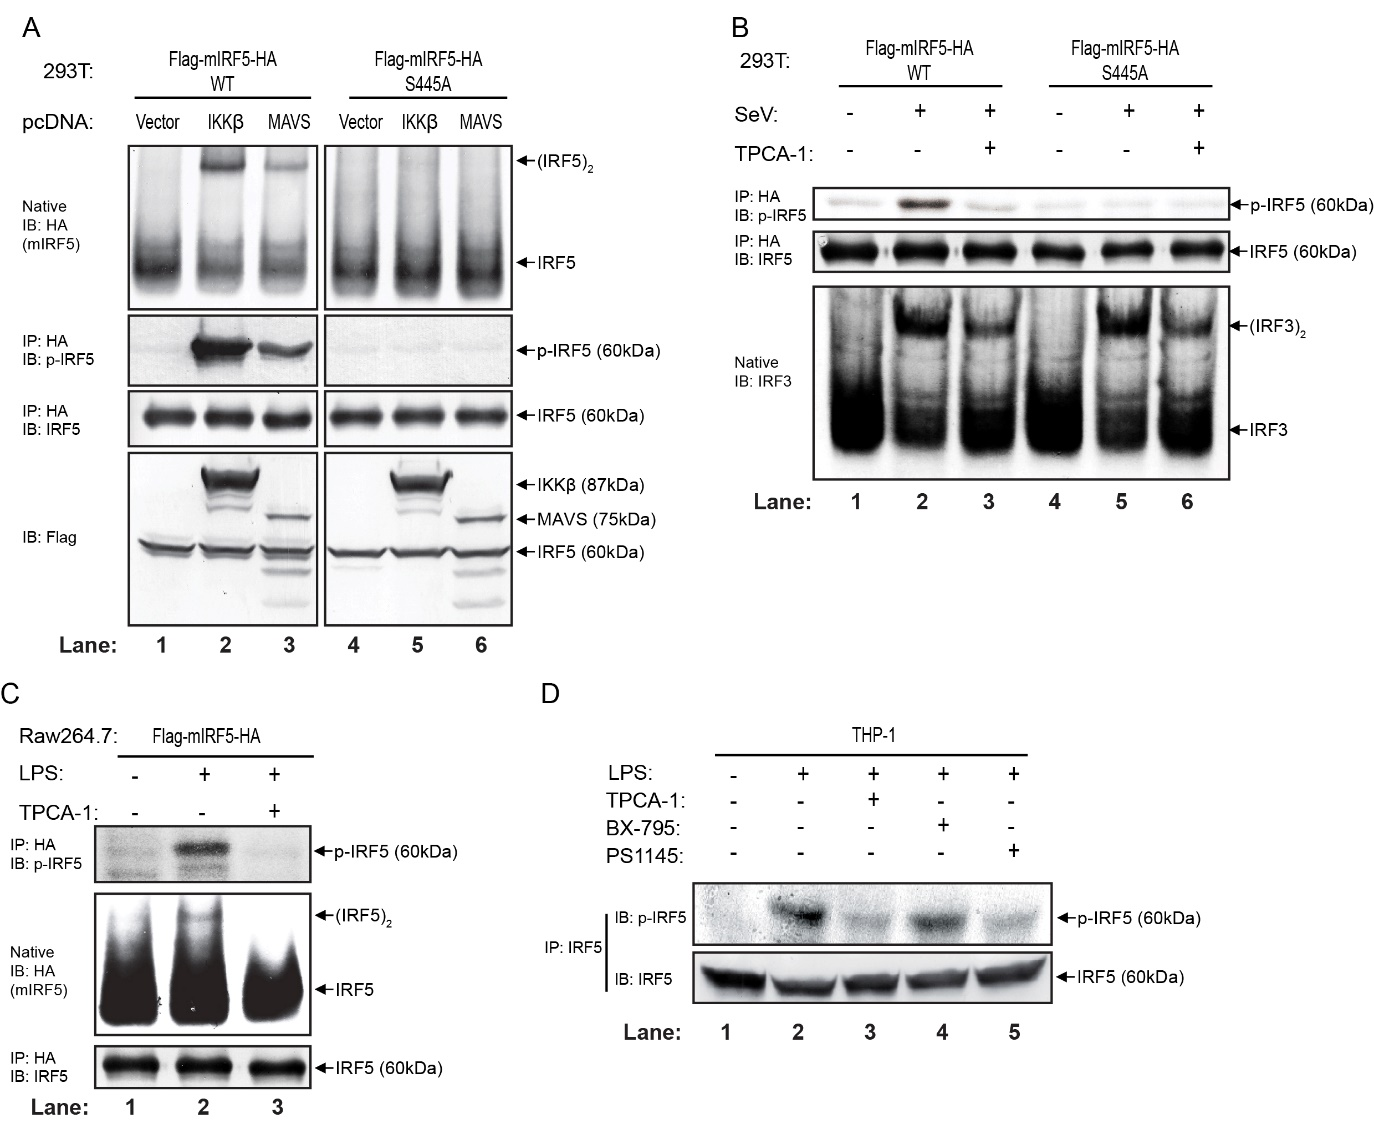 A
293T:
Flag-mIRF5-HA
WT
Flag-mIRF5-HA
S445A
pcDNA:
Vector
IKKβ
MAVS
Vector
IKKβ
MAVS
Native
IB: HA
(mIRF5)
(IRF5)2
IRF5
IP: HA
IB: p-IRF5
p-IRF5 (60kDa)
IP: HA
IB: IRF5
IRF5 (60kDa)
IB: Flag
IKKβ (87kDa)
MAVS (75kDa)
IRF5 (60kDa)
Lane: 1 2 3 4 5 6
B
293T:
Flag-mIRF5-HA
WT
Flag-mIRF5-HA
S445A
SeV: - + + - + +
TPCA-1: - - + - - +
IP: HA
IB: p-IRF5
p-IRF5 (60kDa)
IP: HA
IB: IRF5
IRF5 (60kDa)
Native
IB: IRF3
(IRF3)2
IRF3
Lane: 1 2 3 4 5 6
C
Raw264.7:
Flag-mIRF5-HA
LPS: - + +
TPCA-1: - - +
IP: HA
IB: p-IRF5
p-IRF5 (60kDa)
Native
IB: HA
(mIRF5)
(IRF5)2
IRF5
IP: HA
IB: IRF5
IRF5 (60kDa)
Lane: 1 2 3
D
THP-1
LPS: - + + + +
TPCA-1: - - + - -
BX-795: - - - + -
PS1145: - - - - +
IP: IRF5
IB: p-IRF5
p-IRF5 (60kDa)
IB: IRF5
IRF5 (60kDa)
Lane: 1 2 3 4 5